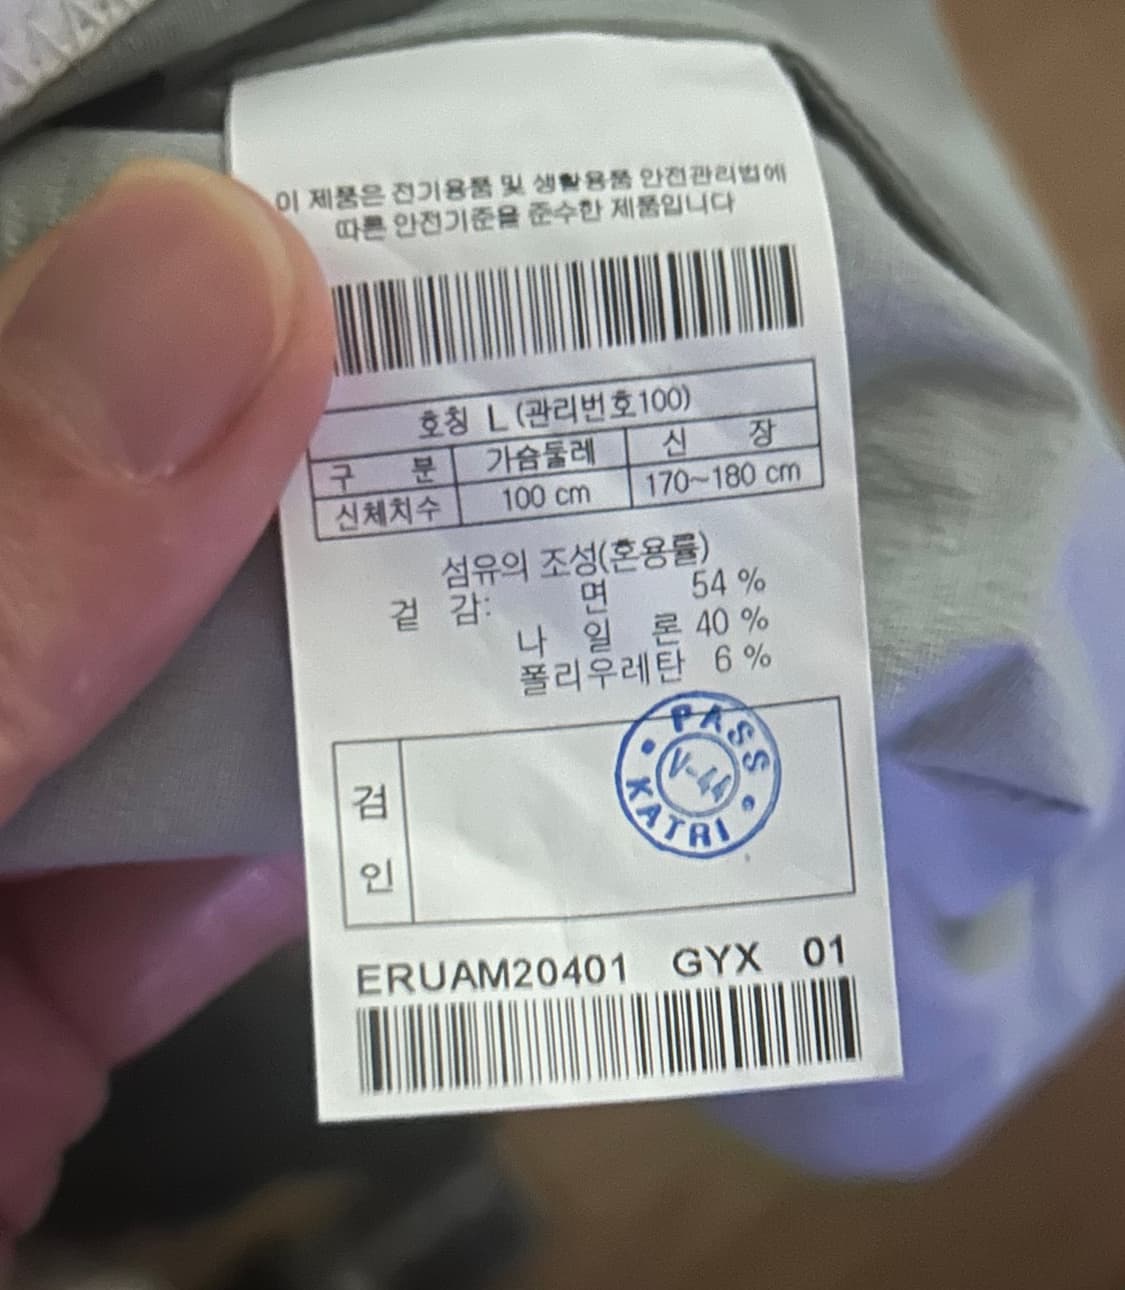 이 제품은 전기용품 및 생활용품 안전관리법에
따른 안전기준을 준수한 제품입니다
호칭 L (관리번호100)
구 분 가슴둘레 신 장
신체치수 100 cm 170~180 cm
섬유의 조성(혼용률)
겉 감: 면 54 %
나 일 론 40 %
폴리우레탄 6 %
검
인
PASS
V-44
KATRI
ERUAM20401 GYX 01